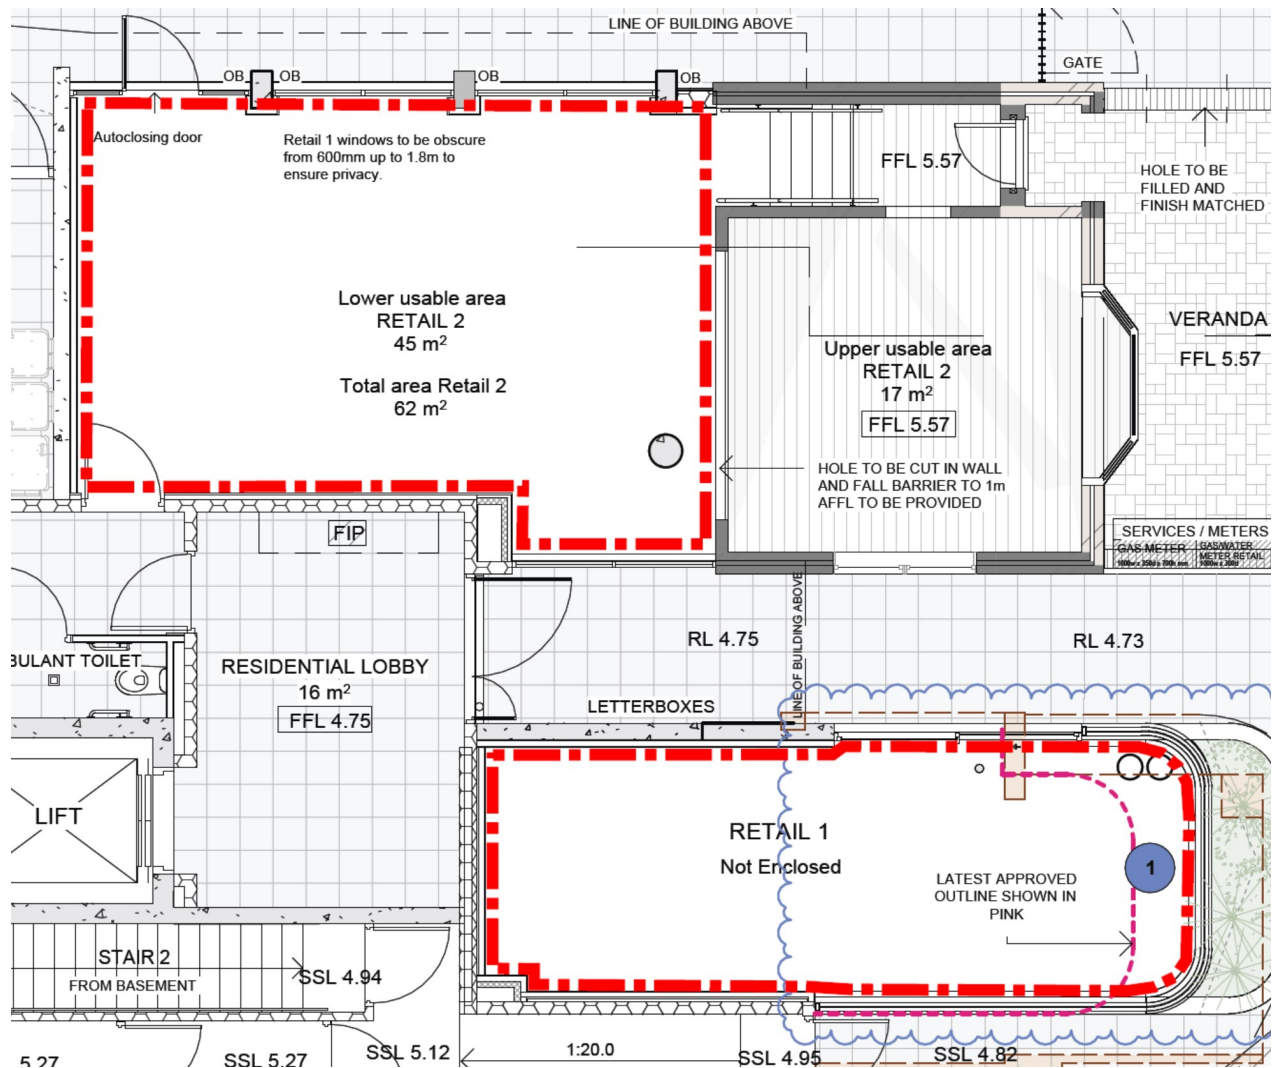 LINE OF BUILDING ABOVE
GATE
OB
OB
OB
OB
Autoclosing door
Retail 1 windows to be obscure
from 600mm up to 1.8m to
ensure privacy.
FFL 5.57
HOLE TO BE
FILLED AND
FINISH MATCHED
Lower usable area
RETAIL 2
45 m²
Total area Retail 2
62 m²
Upper usable area
RETAIL 2
17 m²
FFL 5.57
VERANDA
FFL 5.57
HOLE TO BE CUT IN WALL
AND FALL BARRIER TO 1m
AFFL TO BE PROVIDED
SERVICES / METERS
GAS METER
GAS/WATER
METER RETAIL
FIP
LINE OF BUILDING ABOVE
RL 4.75
RL 4.73
BULANT TOILET
RESIDENTIAL LOBBY
16 m²
FFL 4.75
LETTERBOXES
LIFT
RETAIL 1
Not Enclosed
1
LATEST APPROVED
OUTLINE SHOWN IN
PINK
STAIR 2
FROM BASEMENT
SSL 4.94
5.27
SSL 5.27
SSL 5.12
1:20.0
SSL 4.95
SSL 4.82